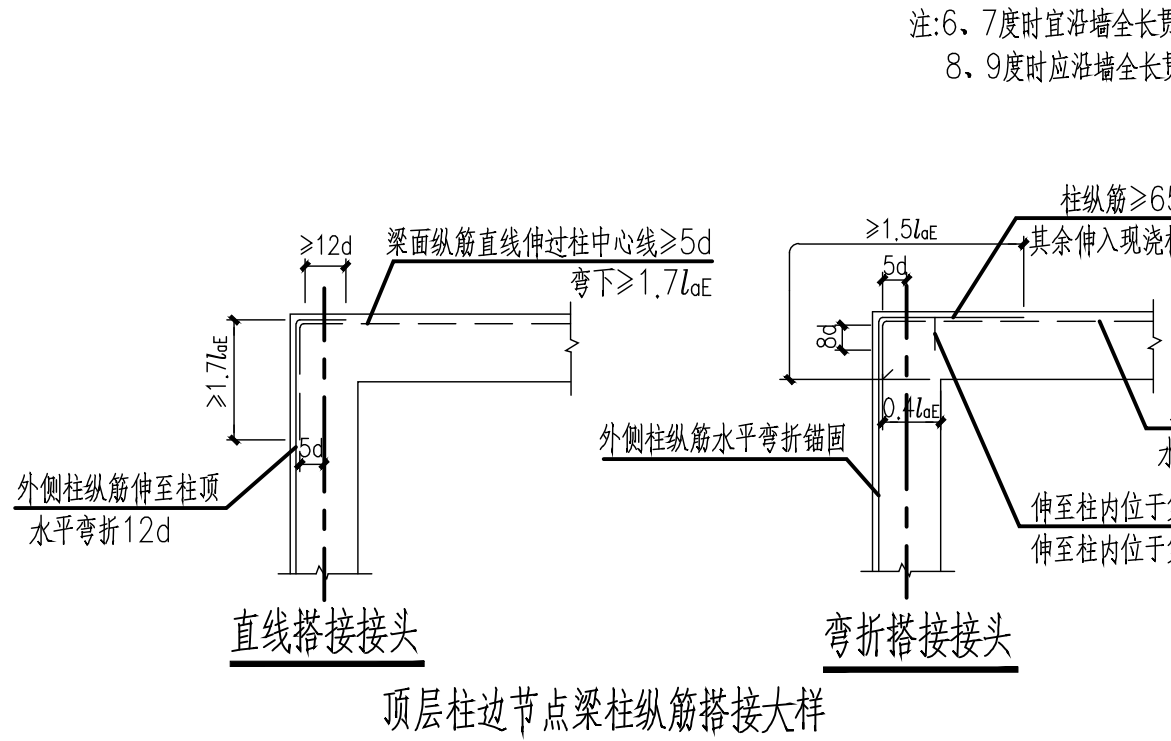 注:6、7度时宜沿墙全长贯
8、9度时应沿墙全长贯
柱纵筋≥65
其余伸入现浇板
≥12d
梁面纵筋直线伸过柱中心线≥5d
弯下≥1.7laE
≥1.5laE
5d
8d
≥1.7laE
0.4laE
5d
外侧柱纵筋水平弯折锚固
水
外侧柱纵筋伸至柱顶
水平弯折12d
伸至柱内位于
伸至柱内位于
直线搭接接头
弯折搭接接头
顶层柱边节点梁柱纵筋搭接大样